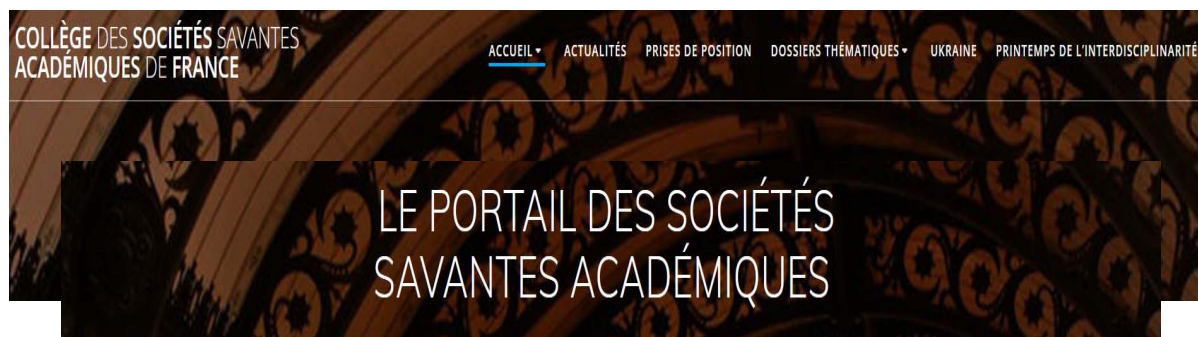 COLLÈGE DES SOCIÉTÉS SAVANTES
ACADÉMIQUES DE FRANCE
ACCUEIL ACTUALITÉS PRISES DE POSITION DOSSIERS THÉMATIQUES UKRAINE PRINTEMPS DE L'INTERDISCIPLINARITÉ
LE PORTAIL DES SOCIÉTÉS
SAVANTES ACADÉMIQUES